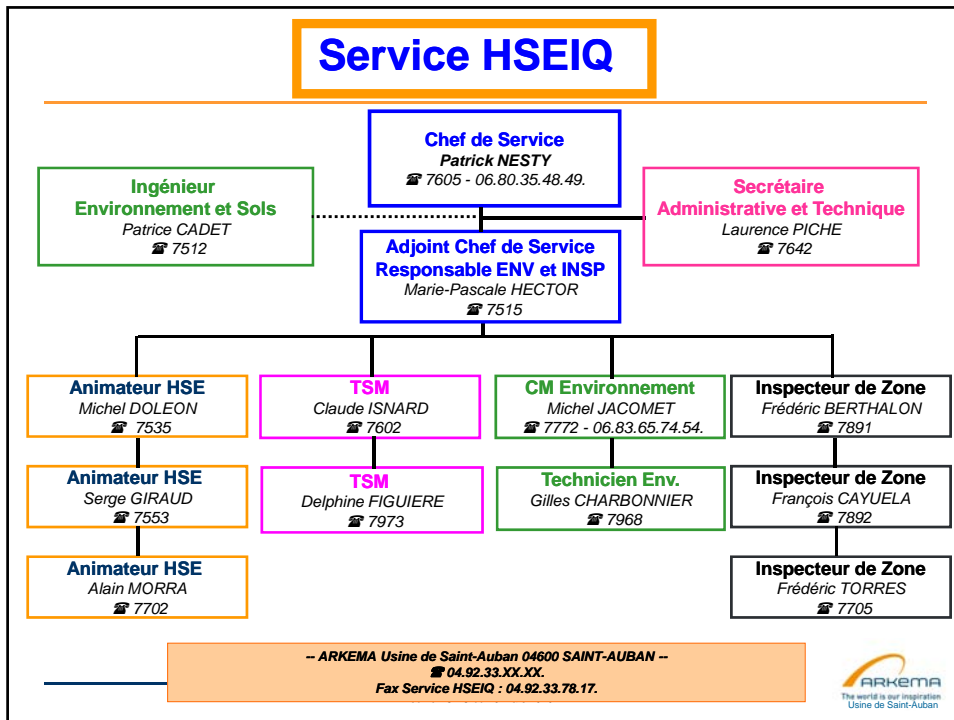 Service HSEIQ
Chef de Service
Patrick NESTY
☎ 7605 - 06.80.35.48.49.
Ingénieur
Environnement et Sols
Patrice CADET
☎ 7512
Secrétaire
Administrative et Technique
Laurence PICHE
☎ 7642
Adjoint Chef de Service
Responsable ENV et INSP
Marie-Pascale HECTOR
☎ 7515
Animateur HSE
Michel DOLEON
☎ 7535
TSM
Claude ISNARD
☎ 7602
CM Environnement
Michel JACOMET
☎ 7772 - 06.83.65.74.54.
Inspecteur de Zone
Frédéric BERTHALON
☎ 7891
Animateur HSE
Serge GIRAUD
☎ 7553
TSM
Delphine FIGUIERE
☎ 7973
Technicien Env.
Gilles CHARBONNIER
☎ 7968
Inspecteur de Zone
François CAYUELA
☎ 7892
Animateur HSE
Alain MORRA
☎ 7702
Inspecteur de Zone
Frédéric TORRES
☎ 7705
-- ARKEMA Usine de Saint-Auban 04600 SAINT-AUBAN --
☎ 04.92.33.XX.XX.
Fax Service HSEIQ : 04.92.33.78.17.
ARKEMA
The world is our inspiration
Usine de Saint-Auban